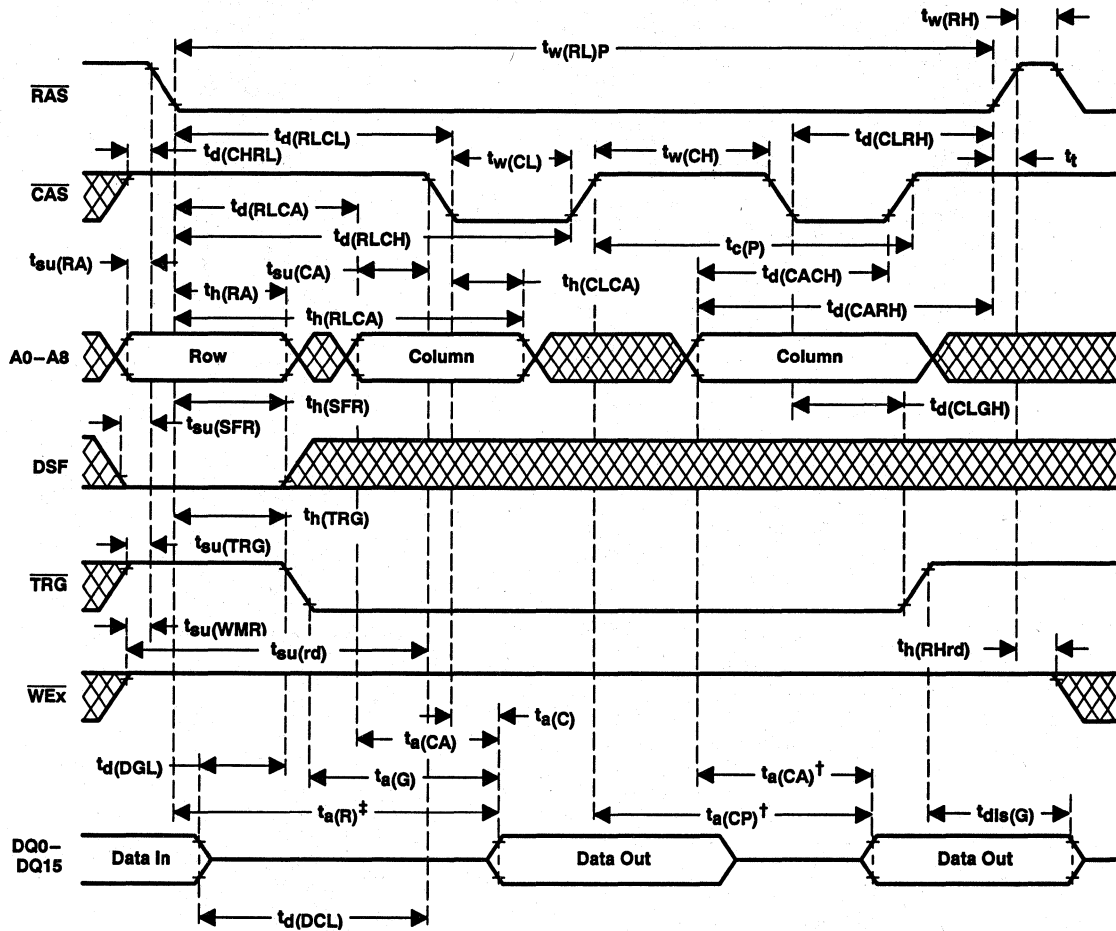 tw(RH)
tw(RL)P
RAS
td(RLCL)
td(CLRH)
td(CHRL)
tw(CL)
tw(CH)
tt
CAS
td(RLCA)
td(RLCH)
tc(P)
tsu(RA)
tsu(CA)
td(CACH)
th(RA)
th(CLCA)
td(CARH)
th(RLCA)
A0–A8
Row
Column
Column
th(SFR)
td(CLGH)
tsu(SFR)
DSF
th(TRG)
tsu(TRG)
TRG
tsu(WMR)
tsu(rd)
th(RHrd)
WEx
ta(C)
ta(CA)
td(DGL)
ta(G)
ta(CA)†
ta(R)‡
ta(CP)†
tdis(G)
DQ0–
DQ15
Data In
Data Out
Data Out
td(DCL)